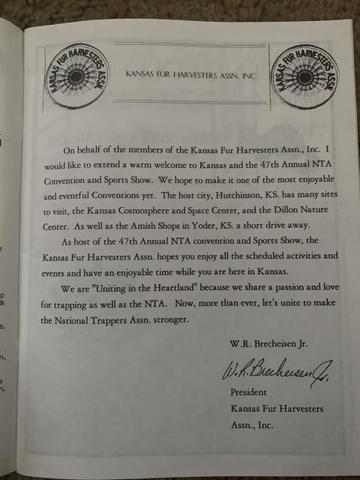 KANSAS FUR HARVESTERS ASSN.
KANSAS FUR HARVESTERS ASSN. INC
KANSAS FUR HARVESTERS ASSN.
On behalf of the members of the Kansas Fur Harvesters Assn., Inc. I
would like to extend a warm welcome to Kansas and the 47th Annual NTA
Convention and Sports Show. We hope to make it one of the most enjoyable
and eventful Conventions yet. The host city, Hutchinson, KS. has many sites
to visit, the Kansas Cosmosphere and Space Center, and the Dillon Nature
Center. As well as the Amish Shops in Yoder, KS. a short drive away.
As host of the 47th Annual NTA convention and Sports Show, the
Kansas Fur Harvesters Assn. hopes you enjoy all the scheduled activities and
events and have an enjoyable time while you are here in Kansas.
We are "Uniting in the Heartland" because we share a passion and love
for trapping as well as the NTA. Now, more than ever, let's unite to make
the National Trappers Assn. stronger.
W.R. Brecheisen Jr.
W.R. Brecheisen Jr.
President
Kansas Fur Harvesters
Assn., Inc.